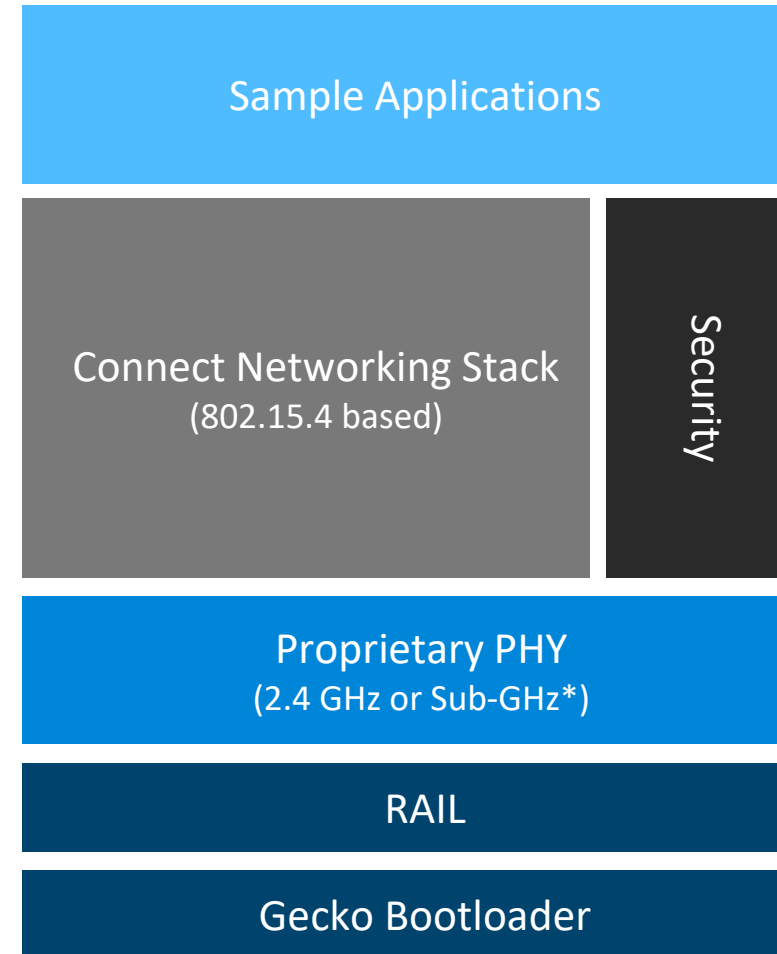 Sample Applications
Connect Networking Stack
(802.15.4 based)
Security
Proprietary PHY
(2.4 GHz or Sub-GHz*)
RAIL
Gecko Bootloader